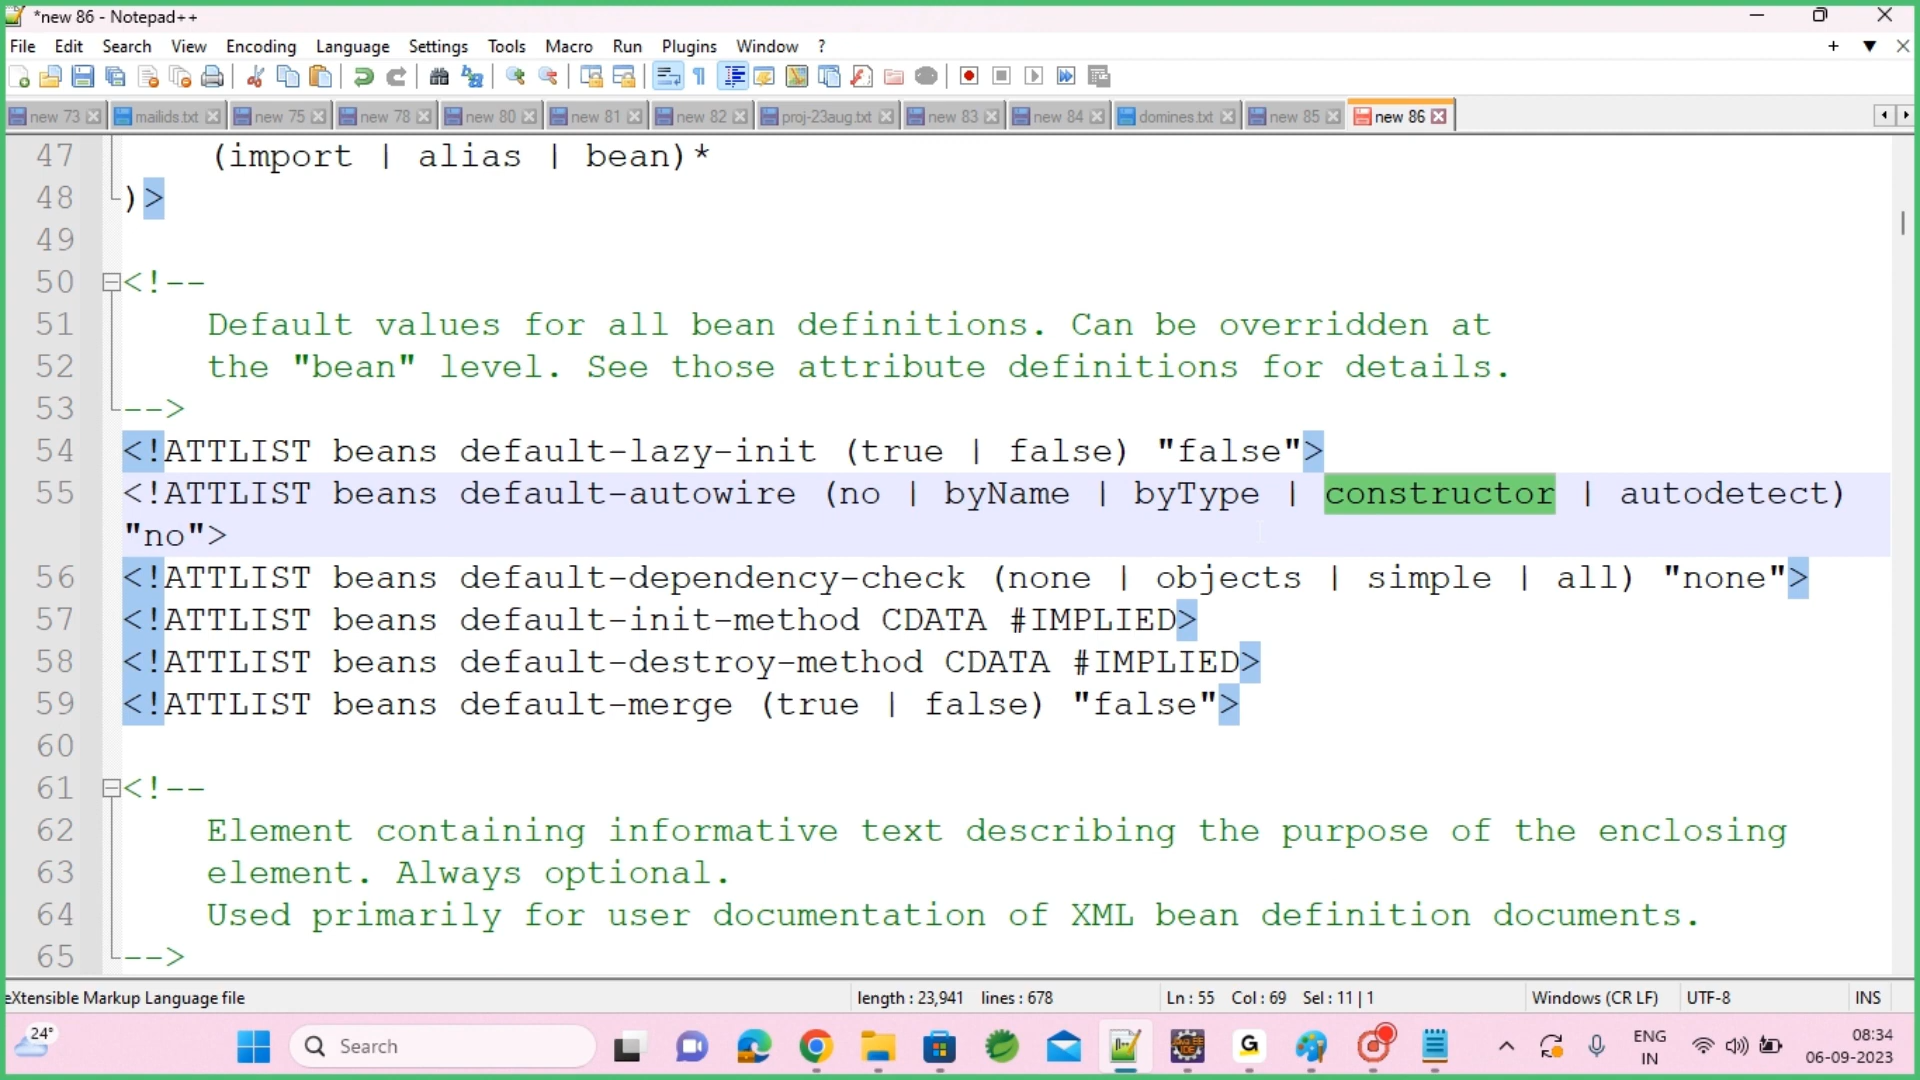 *new 86 - Notepad++
File Edit Search View Encoding Language Settings Tools Macro Run Plugins Window ?
new 73 mailids.txt new 75 new 78 new 80 new 81 new 82 proj-23aug.txt new 83 new 84 domines.txt new 85 new 86
47 (import | alias | bean)*
48 )>
49
50 <!--
51 Default values for all bean definitions. Can be overridden at
52 the "bean" level. See those attribute definitions for details.
53 -->
54 <!ATTLIST beans default-lazy-init (true | false) "false">
55 <!ATTLIST beans default-autowire (no | byName | byType | constructor | autodetect)
"no">
56 <!ATTLIST beans default-dependency-check (none | objects | simple | all) "none">
57 <!ATTLIST beans default-init-method CDATA #IMPLIED>
58 <!ATTLIST beans default-destroy-method CDATA #IMPLIED>
59 <!ATTLIST beans default-merge (true | false) "false">
60
61 <!--
62 Element containing informative text describing the purpose of the enclosing
63 element. Always optional.
64 Used primarily for user documentation of XML bean definition documents.
65 -->
eXtensible Markup Language file length : 23,941 lines : 678 Ln : 55 Col : 69 Sel : 11 | 1 Windows (CR LF) UTF-8 INS
24° Search ENG 08:34
IN 06-09-2023